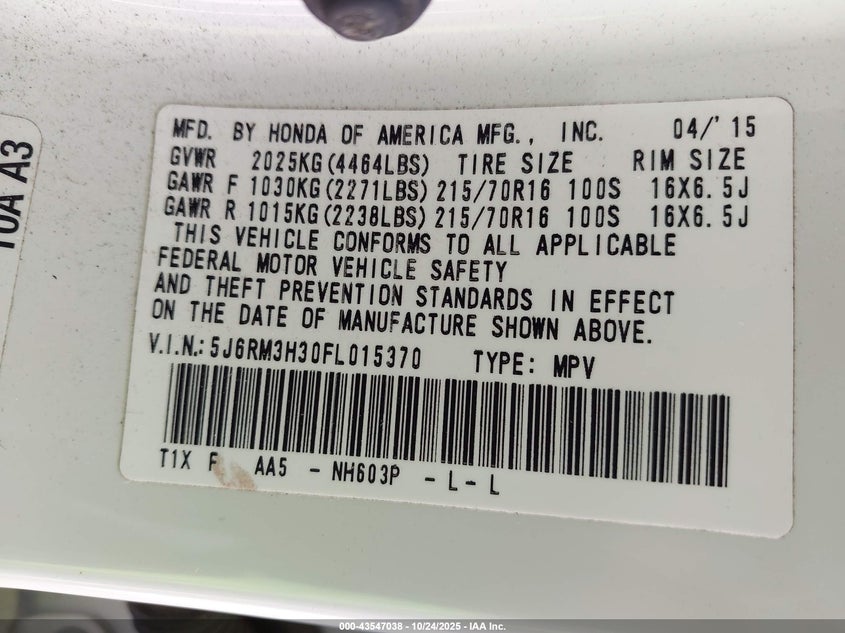 MFD. BY HONDA OF AMERICA MFG., INC. 04/'15
GVWR 2025KG(4464LBS) TIRE SIZE RIM SIZE
GAWR F 1030KG(2271LBS) 215/70R16 100S 16X6.5J
GAWR R 1015KG(2238LBS) 215/70R16 100S 16X6.5J
THIS VEHICLE CONFORMS TO ALL APPLICABLE
FEDERAL MOTOR VEHICLE SAFETY
AND THEFT PREVENTION STANDARDS IN EFFECT
ON THE DATE OF MANUFACTURE SHOWN ABOVE.
V.I.N.: 5J6RM3H30FL015370 TYPE: MPV
T1X F AA5 - NH603P - L- L
A3
000-43547038 - 10/24/2025 - IAA Inc.